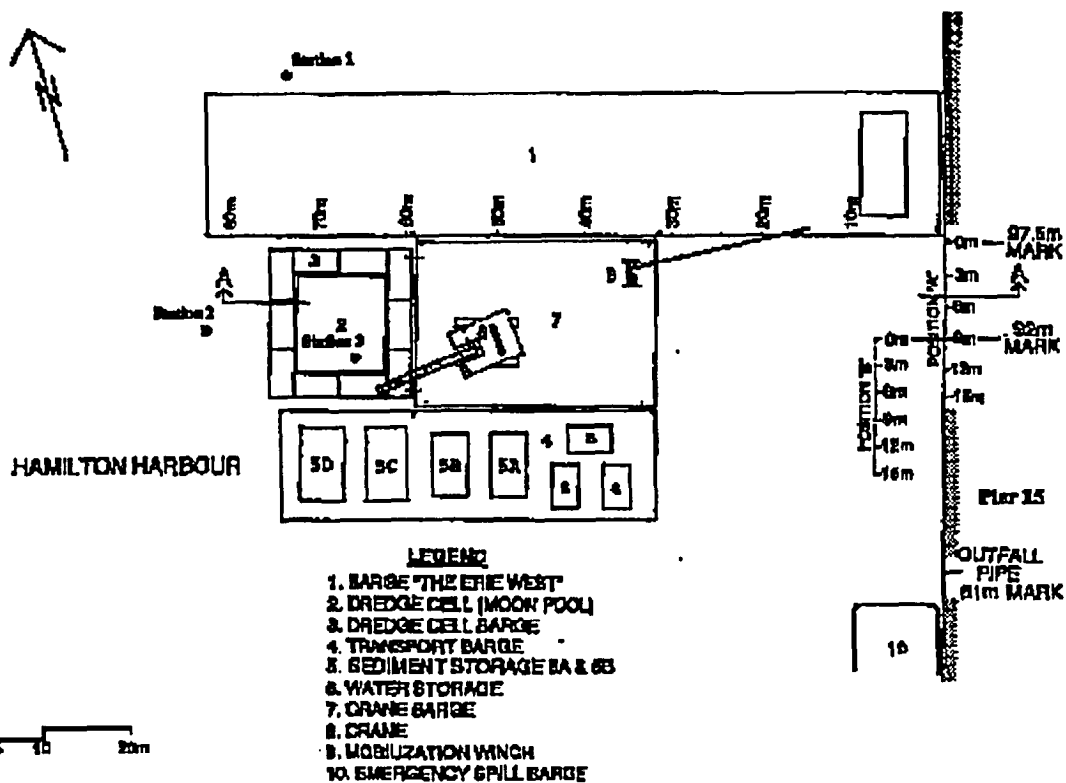 Station 1
1
80m 70m 60m 50m 40m 30m 20m 10m
0m 97.5m
MARK
3m
6m
9m 92m
MARK
12m
15m
POSITION "A"
A
A
Station 2
3
2
Station 3
9
7
0m
3m
6m
9m
12m
15m
HAMILTON HARBOUR
5D 5C 5B 5A 4
Pier 15
OUTFALL
PIPE
61m MARK
10
LEGEND
1. BARGE "THE ERIE WEST"
2. DREDGE CELL (MOON POOL)
3. DREDGE CELL BARGE
4. TRANSPORT BARGE
5. SEDIMENT STORAGE 5A & 5B
6. WATER STORAGE
7. CRANE BARGE
8. CRANE
9. MOBILIZATION WINCH
10. EMERGENCY SPILL BARGE
10 20m